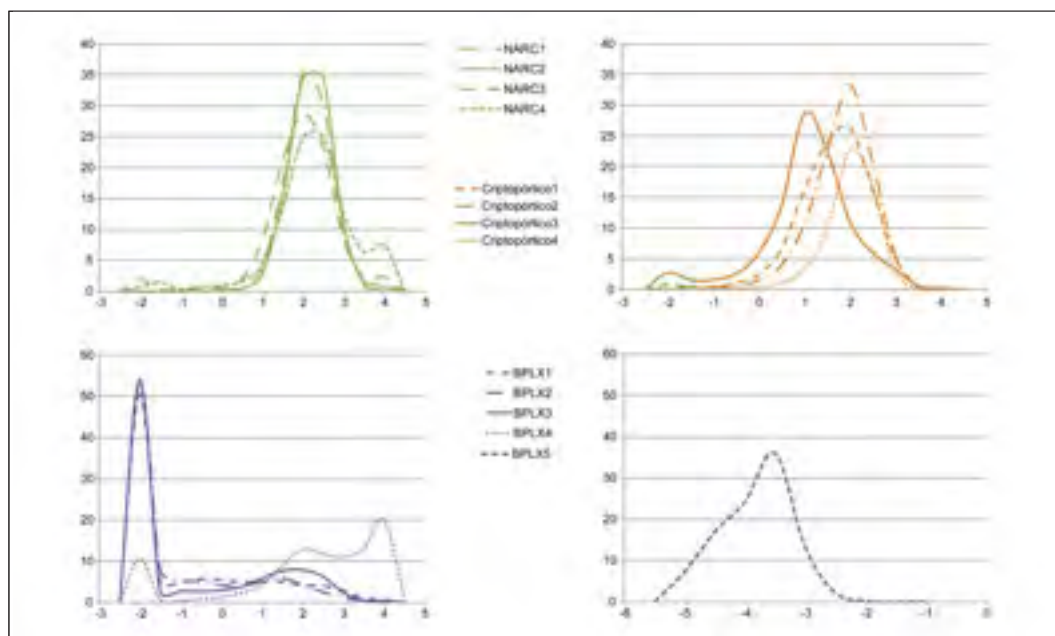 40
35
30
25
20
15
10
5
0
-3 -2 -1 0 1 2 3 4 5
NARC1
NARC2
NARC3
NARC4
Criptopórtico1
Criptopórtico2
Criptopórtico3
Criptopórtico4
40
35
30
25
20
15
10
5
0
-3 -2 -1 0 1 2 3 4 5
60
50
40
30
20
10
0
-3 -2 -1 0 1 2 3 4 5
BPLX1
BPLX2
BPLX3
BPLX4
BPLX5
60
50
40
30
20
10
0
-6 -5 -4 -3 -2 -1 0